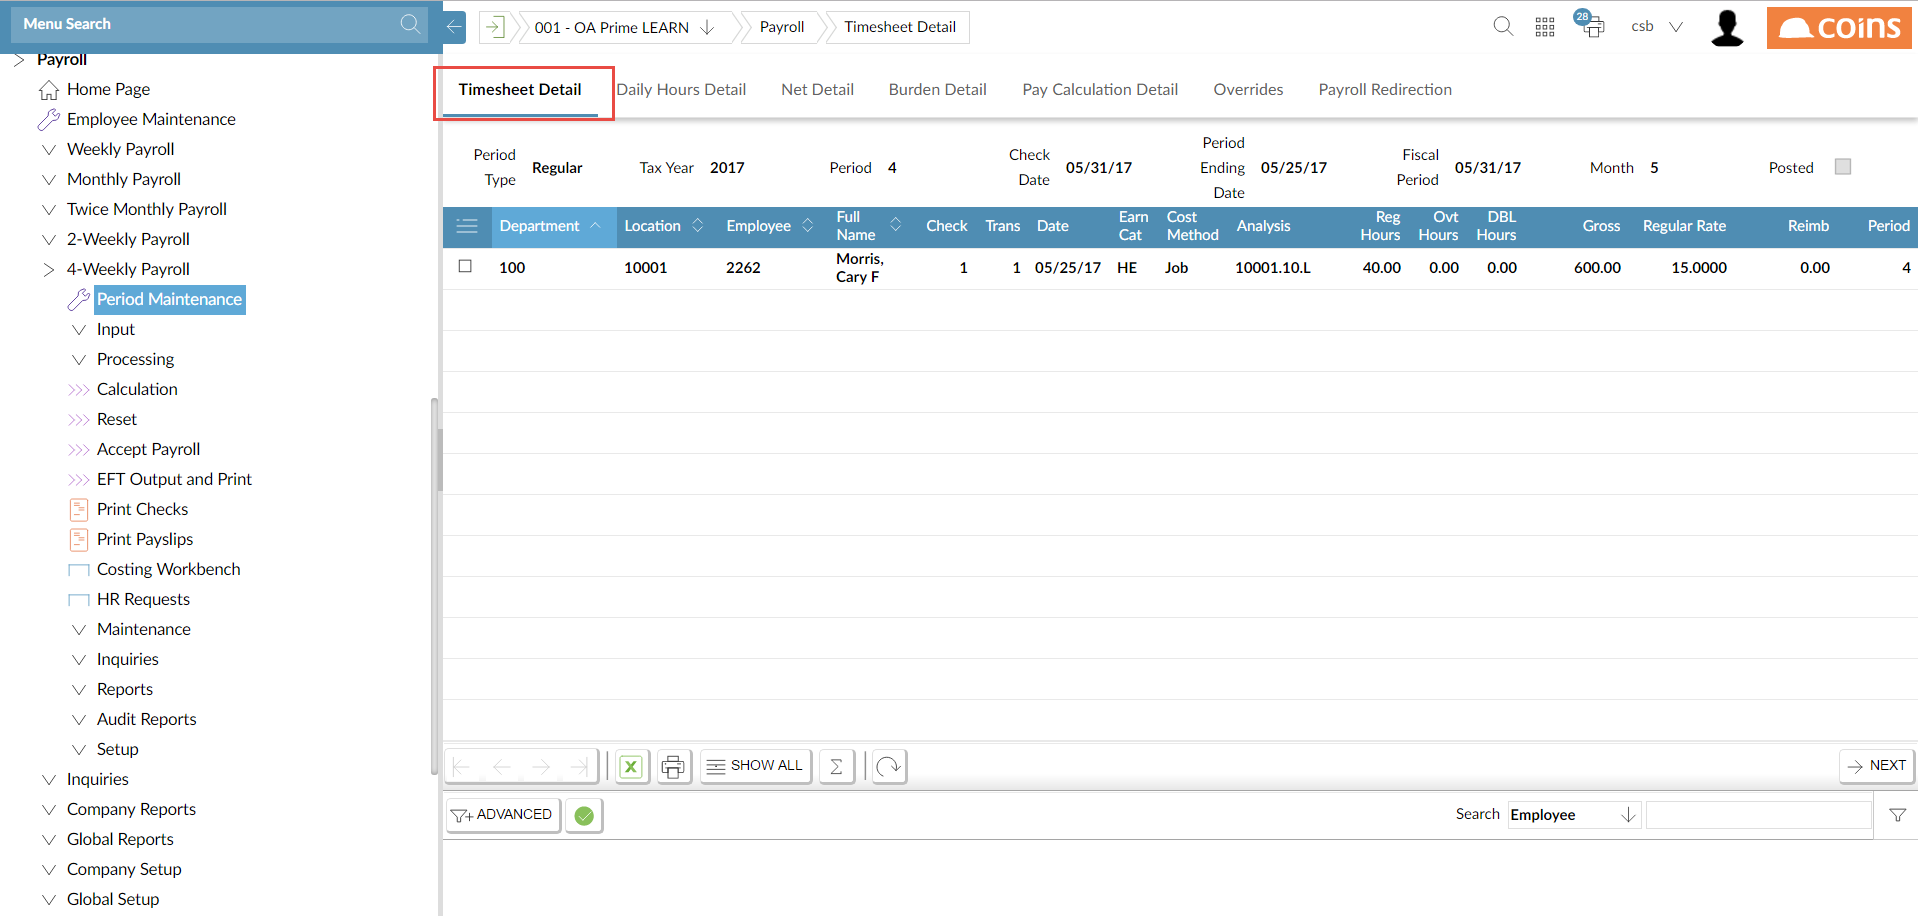 Menu Search
001 - OA Prime LEARN
Payroll
Timesheet Detail
28
csb
coins
Payroll
Home Page
Employee Maintenance
Weekly Payroll
Monthly Payroll
Twice Monthly Payroll
2-Weekly Payroll
4-Weekly Payroll
Period Maintenance
Input
Processing
Calculation
Reset
Accept Payroll
EFT Output and Print
Print Checks
Print Payslips
Costing Workbench
HR Requests
Maintenance
Inquiries
Reports
Audit Reports
Setup
Inquiries
Company Reports
Global Reports
Company Setup
Global Setup
Timesheet Detail Daily Hours Detail Net Detail Burden Detail Pay Calculation Detail Overrides Payroll Redirection
Period Type Regular Tax Year 2017 Period 4 Check Date 05/31/17 Period Ending Date 05/25/17 Fiscal Period 05/31/17 Month 5 Posted
Department Location Employee Full Name Check Trans Date Earn Cat Cost Method Analysis Reg Hours Ovt Hours DBL Hours Gross Regular Rate Reimb Period
100 10001 2262 Morris, Cary F 1 1 05/25/17 HE Job 10001.10.L 40.00 0.00 0.00 600.00 15.0000 0.00 4
X SHOW ALL Σ NEXT
ADVANCED Search Employee